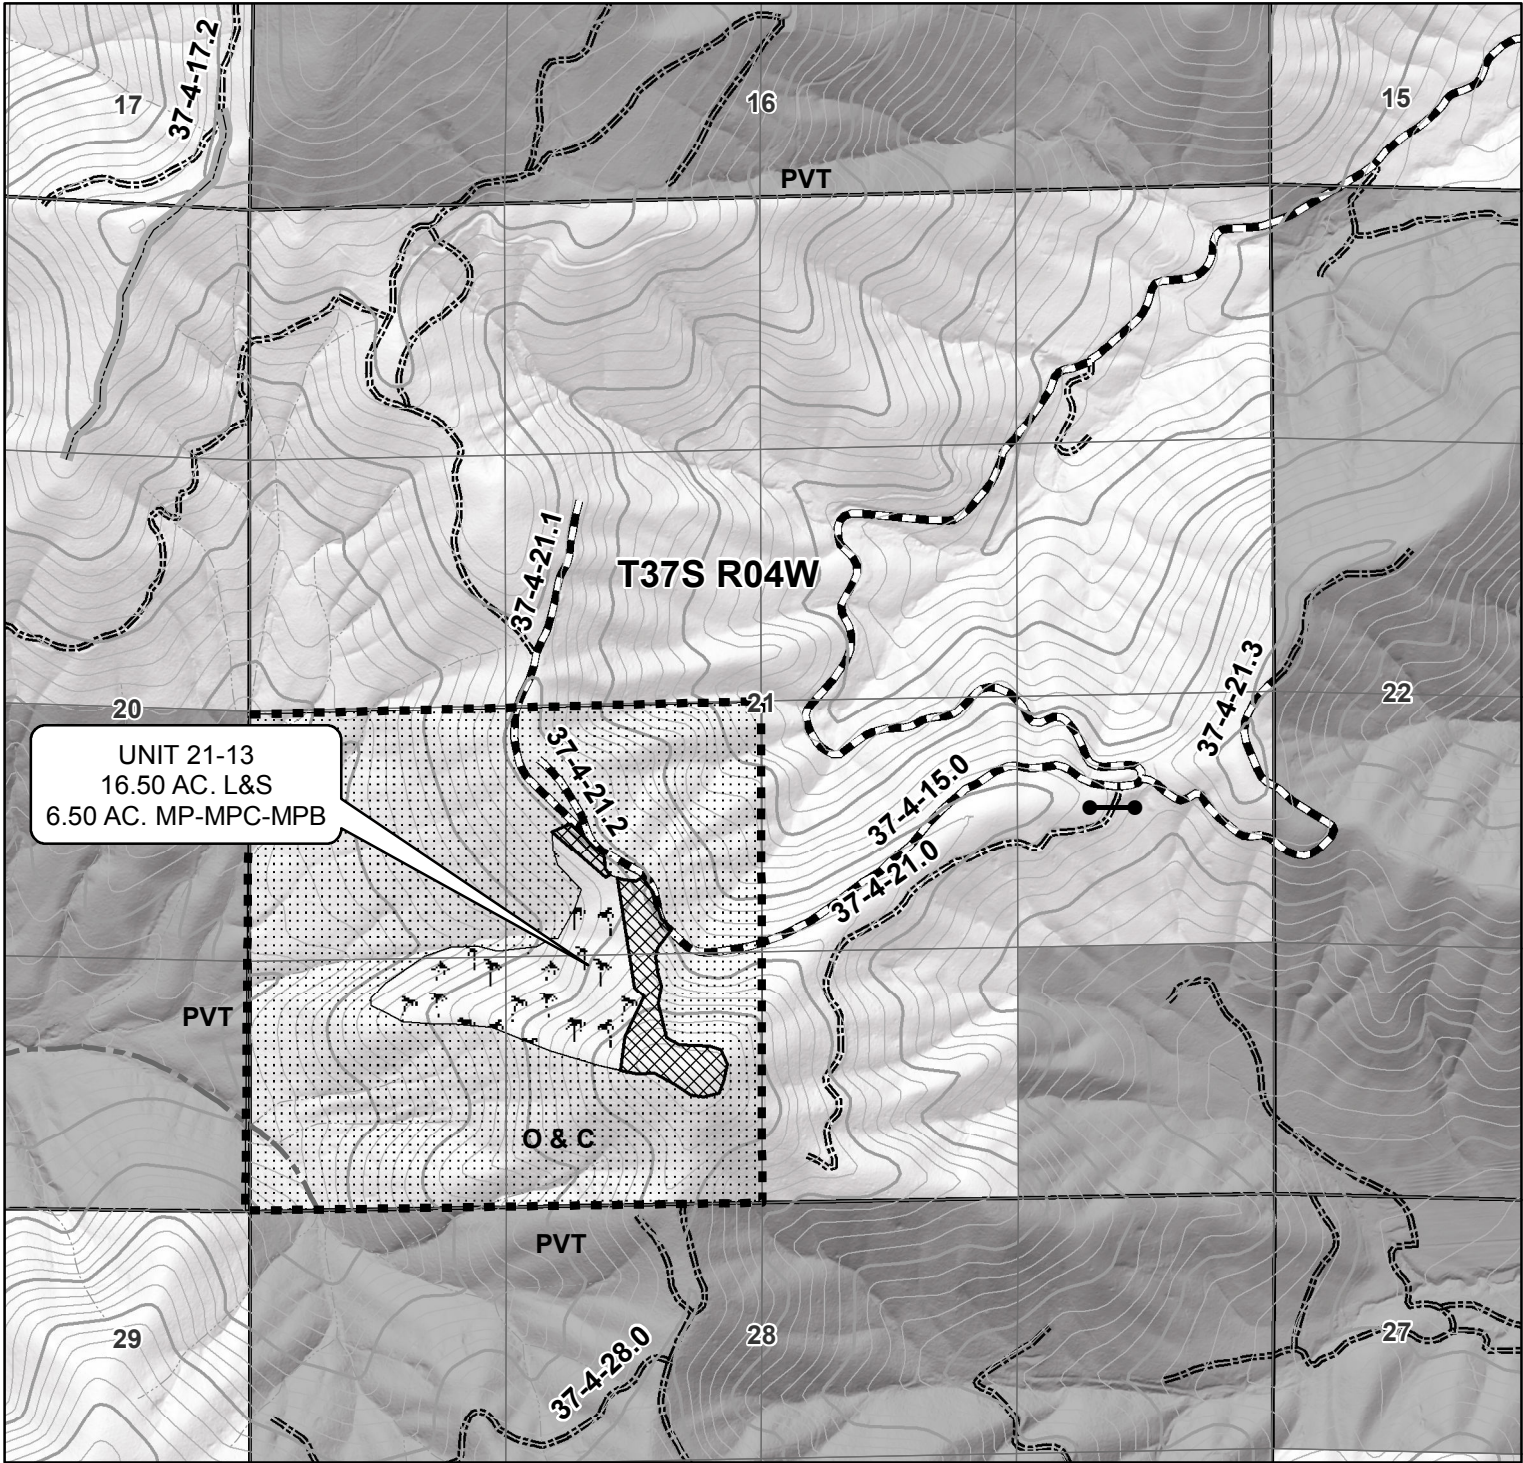 37-4-17.2
17
16
15
PVT
37-4-21.1
T37S R04W
37-4-21.3
20
21
22
UNIT 21-13
16.50 AC. L&S
6.50 AC. MP-MPC-MPB
37-4-21.2
37-4-15.0
37-4-21.0
PVT
O & C
PVT
29
28
27
37-4-28.0